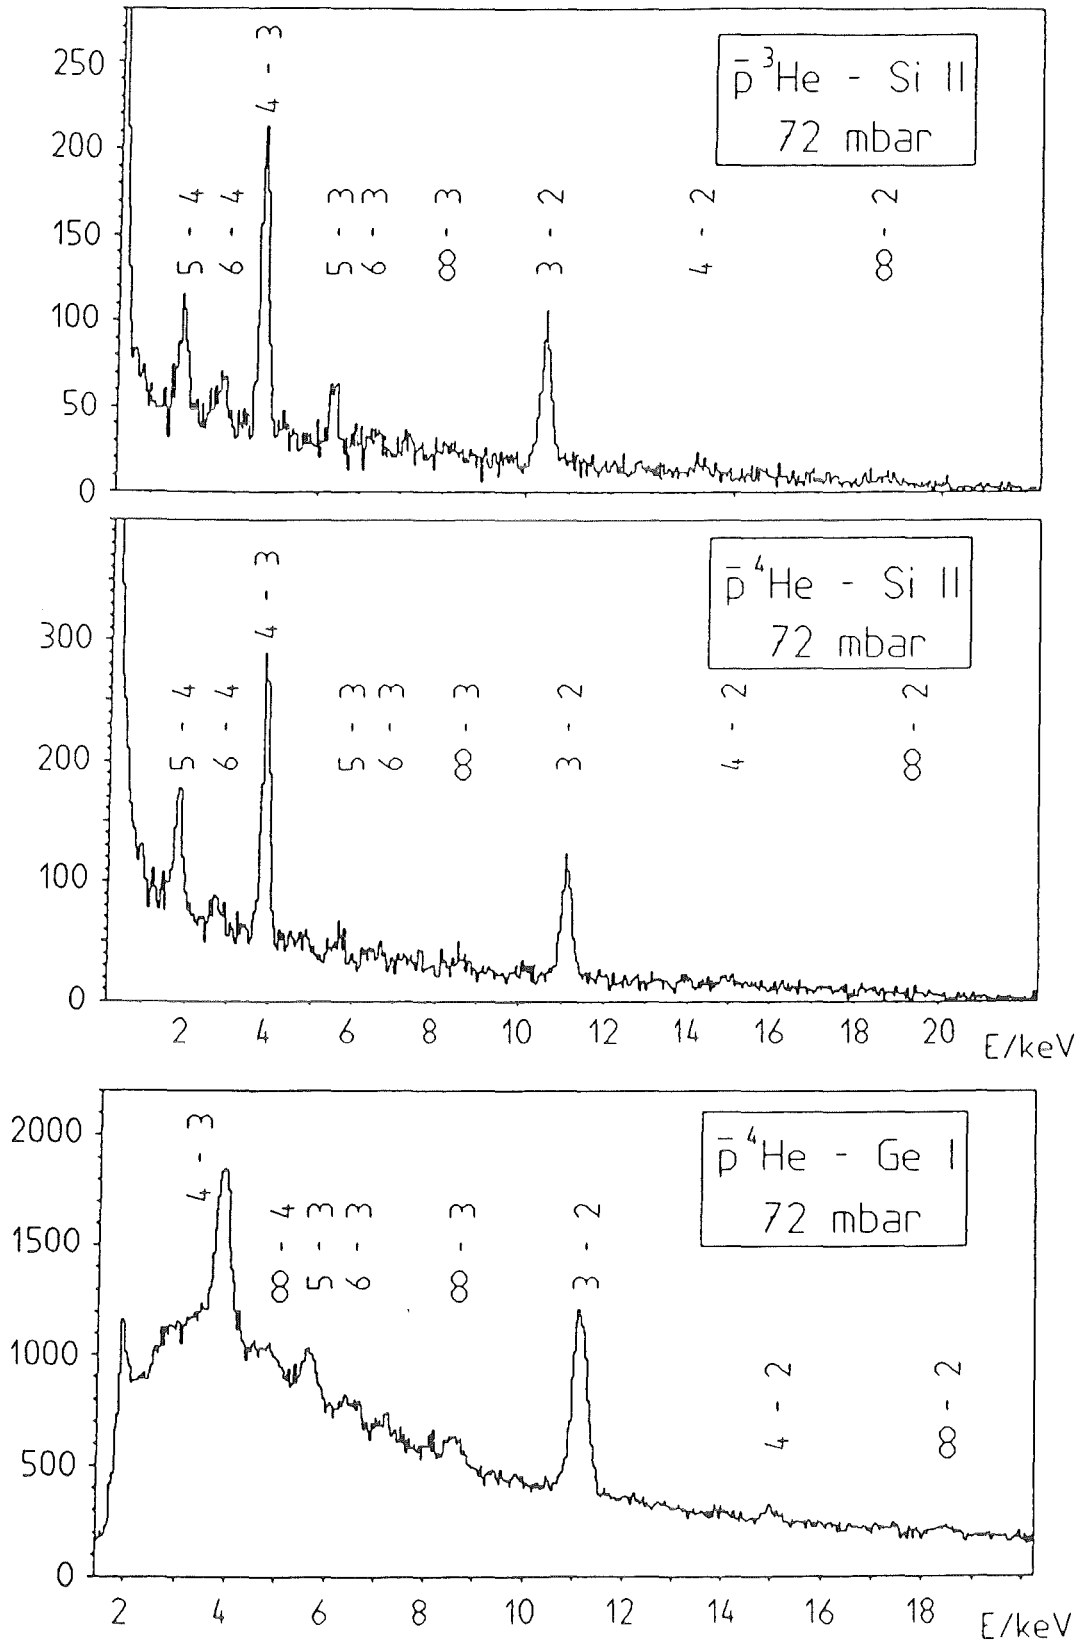 250
200
150
100
50
0
p̄ ³He - Si II
72 mbar
5 - 4
6 - 4
4 - 3
5 - 3
6 - 3
∞ - 3
3 - 2
4 - 2
∞ - 2
300
200
100
0
p̄ ⁴He - Si II
72 mbar
5 - 4
6 - 4
4 - 3
5 - 3
6 - 3
∞ - 3
3 - 2
4 - 2
∞ - 2
2 4 6 8 10 12 14 16 18 20 E/keV
2000
1500
1000
500
0
p̄ ⁴He - Ge I
72 mbar
4 - 3
∞ - 4
5 - 3
6 - 3
∞ - 3
3 - 2
4 - 2
∞ - 2
2 4 6 8 10 12 14 16 18 E/keV